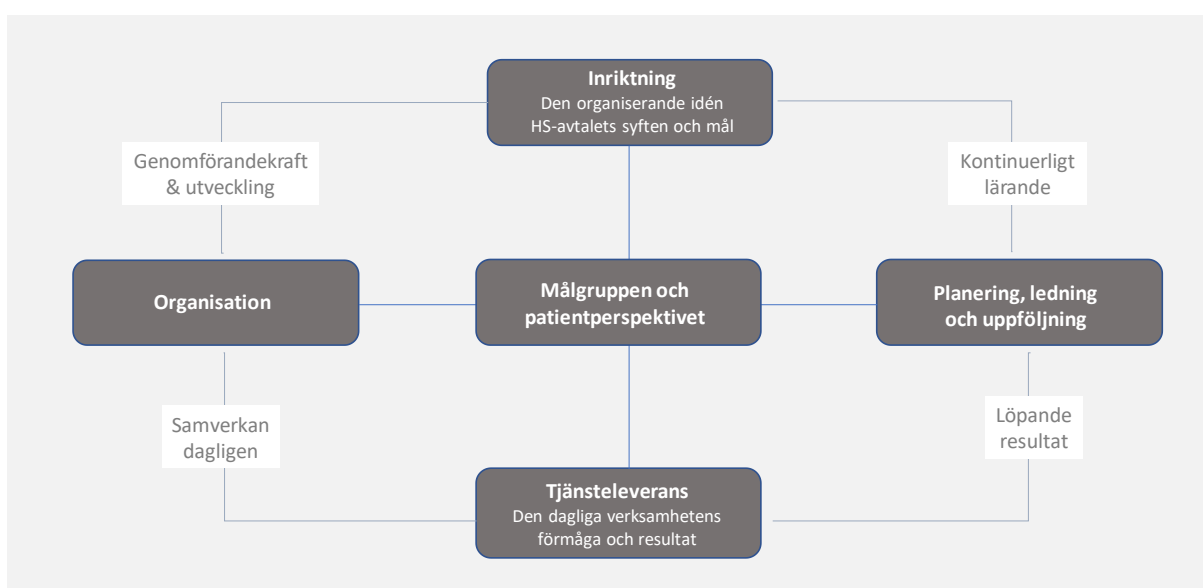 Inriktning
Den organiserande idén
HS-avtalets syften och mål
Genomförandekraft
& utveckling
Kontinuerligt
lärande
Organisation
Målgruppen och
patientperspektivet
Planering, ledning
och uppföljning
Samverkan
dagligen
Löpande
resultat
Tjänsteleverans
Den dagliga verksamhetens
förmåga och resultat